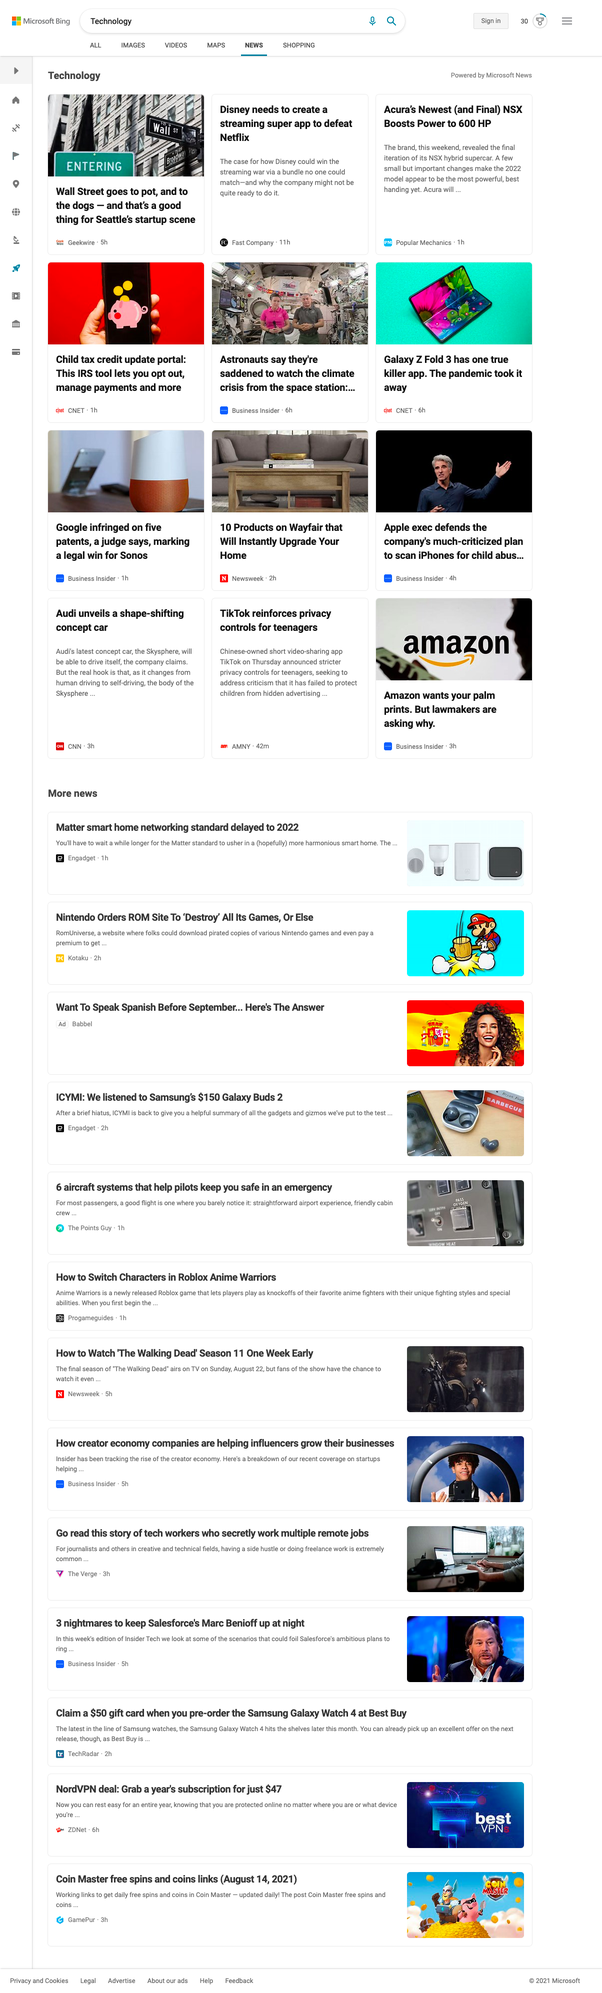 Microsoft Bing
Technology
Sign in
30
ALL
IMAGES
VIDEOS
MAPS
NEWS
SHOPPING
Technology
Powered by Microsoft News
Wall ST
ENTERING
Wall Street goes to pot, and to
the dogs — and that's a good
thing for Seattle's startup scene
Geekwire · 5h
Disney needs to create a
streaming super app to defeat
Netflix
The case for how Disney could win the
streaming war via a bundle no one could
match—and why the company might not be
quite ready to do it.
Fast Company · 11h
Acura's Newest (and Final) NSX
Boosts Power to 600 HP
The brand, this weekend, revealed the final
iteration of its NSX hybrid supercar. A few
small but important changes make the 2022
model appear to be the most powerful, best
handing yet. Acura will ...
Popular Mechanics · 1h
Child tax credit update portal:
This IRS tool lets you opt out,
manage payments and more
CNET · 1h
Astronauts say they're
saddened to watch the climate
crisis from the space station:...
Business Insider · 6h
Galaxy Z Fold 3 has one true
killer app. The pandemic took it
away
CNET · 6h
Google infringed on five
patents, a judge says, marking
a legal win for Sonos
Business Insider · 1h
10 Products on Wayfair that
Will Instantly Upgrade Your
Home
Newsweek · 2h
Apple exec defends the
company's much-criticized plan
to scan iPhones for child abus...
Business Insider · 4h
Audi unveils a shape-shifting
concept car
Audi's latest concept car, the Skysphere, will
be able to drive itself, the company claims.
But the real hook is that, as it changes from
human driving to self-driving, the body of the
Skysphere ...
CNN · 3h
TikTok reinforces privacy
controls for teenagers
Chinese-owned short video-sharing app
TikTok on Thursday announced stricter
privacy controls for teenagers, seeking to
address criticism that it has failed to protect
children from hidden advertising ...
AMNY · 42m
amazon
Amazon wants your palm
prints. But lawmakers are
asking why.
Business Insider · 3h
More news
Matter smart home networking standard delayed to 2022
You'll have to wait a while longer for the Matter standard to usher in a (hopefully) more harmonious smart home. The ...
Engadget · 1h
Nintendo Orders ROM Site To 'Destroy' All Its Games, Or Else
RomUniverse, a website where folks could download pirated copies of various Nintendo games and even pay a
premium to get ...
Kotaku · 2h
Want To Speak Spanish Before September... Here's The Answer
Ad Babbel
ICYMI: We listened to Samsung's $150 Galaxy Buds 2
After a brief hiatus, ICYMI is back to give you a helpful summary of all the gadgets and gizmos we've put to the test ...
Engadget · 2h
BARBECUE
6 aircraft systems that help pilots keep you safe in an emergency
For most passengers, a good flight is one where you barely notice it: straightforward airport experience, friendly cabin
crew ...
The Points Guy · 1h
How to Switch Characters in Roblox Anime Warriors
Anime Warriors is a newly released Roblox game that lets players play as knockoffs of their favorite anime fighters with their unique fighting styles and special
abilities. When you first begin the ...
Progameguides · 1h
How to Watch 'The Walking Dead' Season 11 One Week Early
The final season of "The Walking Dead" airs on TV on Sunday, August 22, but fans of the show have the chance to
watch it even ...
Newsweek · 5h
How creator economy companies are helping influencers grow their businesses
Insider has been tracking the rise of the creator economy. Here's a breakdown of our recent coverage on startups
helping ...
Business Insider · 5h
Go read this story of tech workers who secretly work multiple remote jobs
For journalists and others in creative and technical fields, having a side hustle or doing freelance work is extremely
common ...
The Verge · 3h
3 nightmares to keep Salesforce's Marc Benioff up at night
In this week's edition of Insider Tech we look at some of the scenarios that could foil Salesforce's ambitious plans to
ring ...
Business Insider · 5h
Claim a $50 gift card when you pre-order the Samsung Galaxy Watch 4 at Best Buy
The latest in the line of Samsung watches, the Samsung Galaxy Watch 4 hits the shelves later this month. You can already pick up an excellent offer on the next
release, though, as Best Buy is ...
TechRadar · 2h
NordVPN deal: Grab a year's subscription for just $47
Now you can rest easy for an entire year, knowing that you are protected online no matter where you are or what device
you're ...
ZDNet · 6h
best
VPNs
Coin Master free spins and coins links (August 14, 2021)
Working links to get daily free spins and coins in Coin Master — updated daily! The post Coin Master free spins and
coins ...
GamePur · 3h
COIN
MASTER
Privacy and Cookies
Legal
Advertise
About our ads
Help
Feedback
© 2021 Microsoft